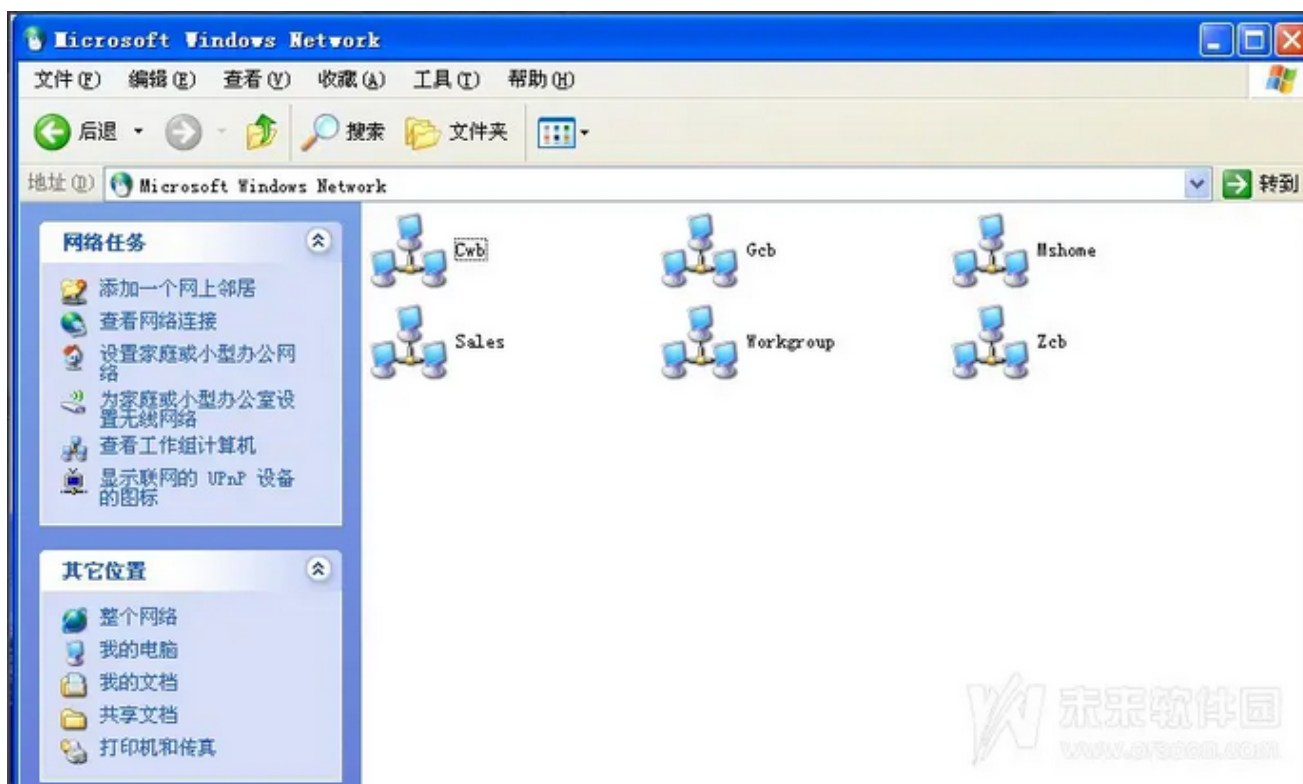 Microsoft Windows Network
文件(F) 编辑(E) 查看(V) 收藏(A) 工具(T) 帮助(H)
后退 搜索 文件夹
地址(D) Microsoft Windows Network 转到
网络任务
添加一个网上邻居
查看网络连接
设置家庭或小型办公网
络
为家庭或小型办公室设
置无线网络
查看工作组计算机
显示联网的 UPnP 设备
的图标
其它位置
整个网络
我的电脑
我的文档
共享文档
打印机和传真
Cwb Gcb Mshome
Sales Workgroup Zcb
未来软件园